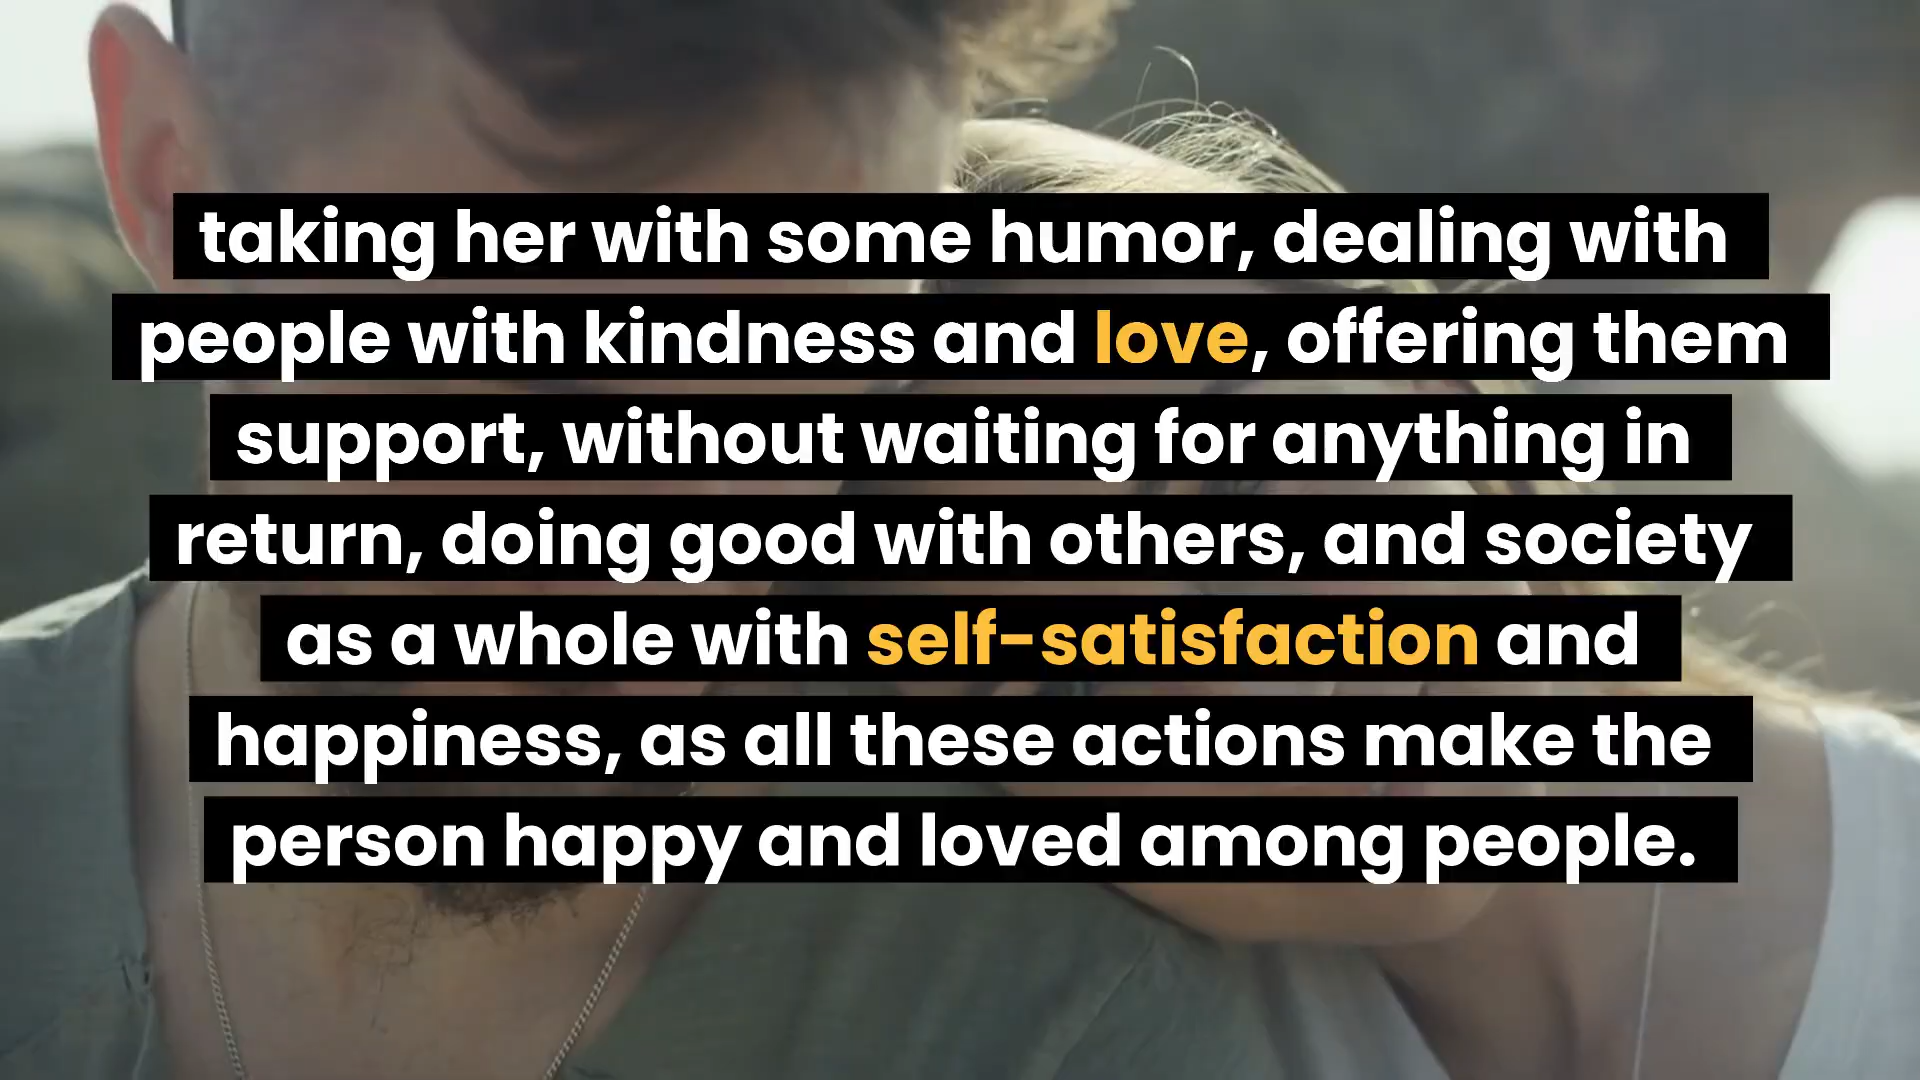 taking her with some humor, dealing with
people with kindness and love, offering them
support, without waiting for anything in
return, doing good with others, and society
as a whole with self-satisfaction and
happiness, as all these actions make the
person happy and loved among people.